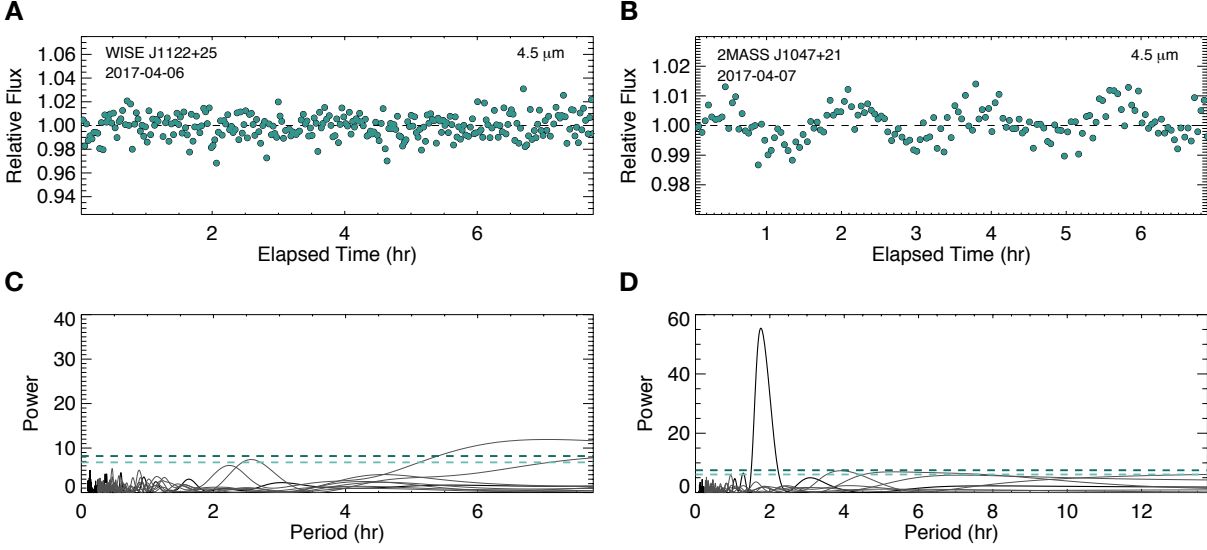 A
B
WISE J1122+25
4.5 μm
2017-04-06
2MASS J1047+21
4.5 μm
2017-04-07
Relative Flux
1.06
1.04
1.02
1.00
0.98
0.96
0.94
2
4
6
Elapsed Time (hr)
Relative Flux
1.02
1.01
1.00
0.99
0.98
1
2
3
4
5
6
Elapsed Time (hr)
C
D
Power
40
30
20
10
0
0
2
4
6
Period (hr)
Power
60
40
20
0
0
2
4
6
8
10
12
Period (hr)